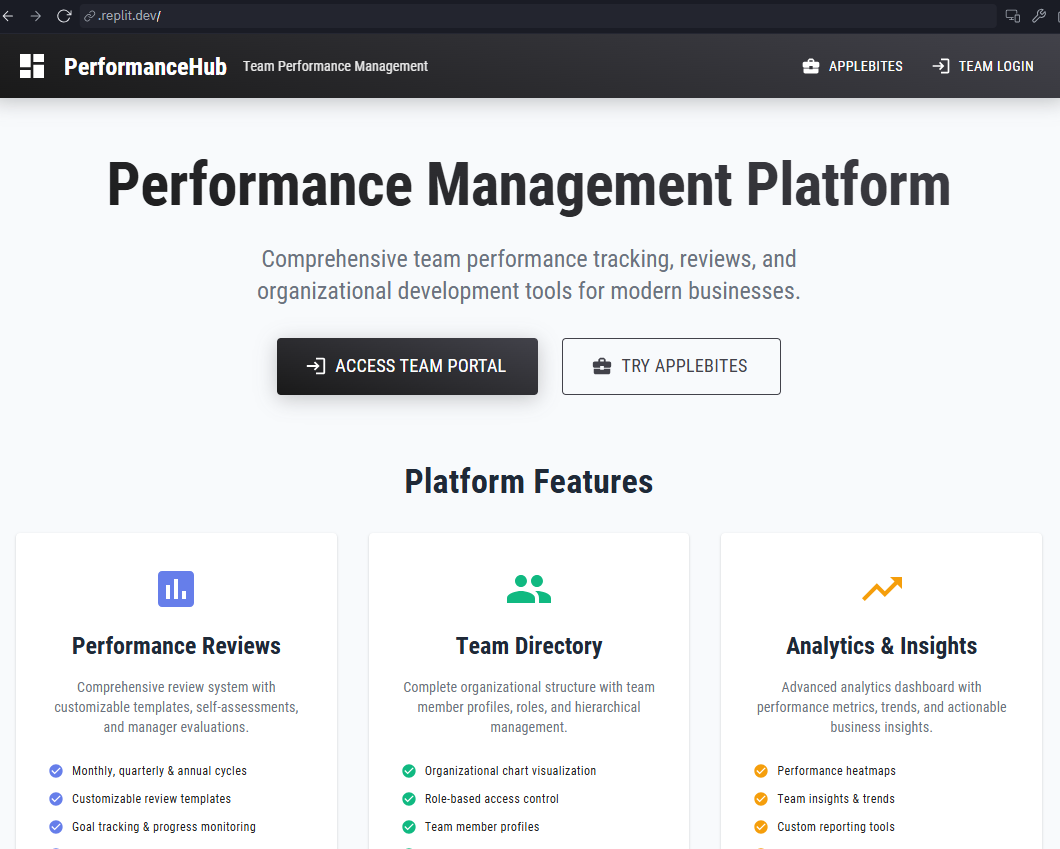 .replit.dev/
PerformanceHub Team Performance Management APPLEBITES TEAM LOGIN
Performance Management Platform
Comprehensive team performance tracking, reviews, and
organizational development tools for modern businesses.
ACCESS TEAM PORTAL TRY APPLEBITES
Platform Features
Performance Reviews
Comprehensive review system with
customizable templates, self-assessments,
and manager evaluations.
Monthly, quarterly & annual cycles
Customizable review templates
Goal tracking & progress monitoring
Team Directory
Complete organizational structure with team
member profiles, roles, and hierarchical
management.
Organizational chart visualization
Role-based access control
Team member profiles
Analytics & Insights
Advanced analytics dashboard with
performance metrics, trends, and actionable
business insights.
Performance heatmaps
Team insights & trends
Custom reporting tools